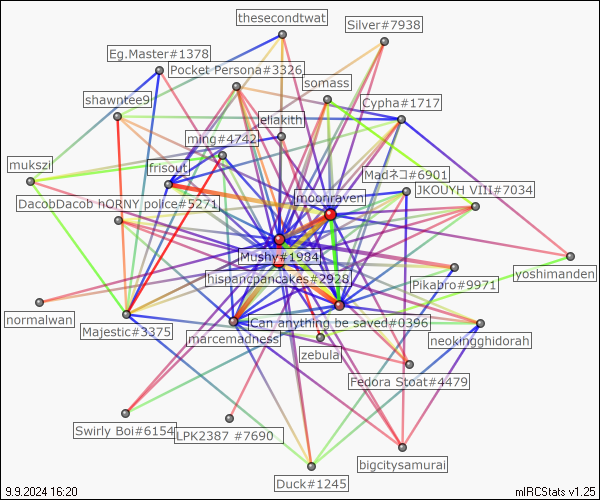 thesecondtwat
Silver#7938
Eg.Master#1378
Pocket Persona#3326
somass
shawntee9
Cypha#1717
eliakith
ming#4742
mukszi
frisout
Madネコ#6901
JKOUYH VIII#7034
moonraven
DacobDacob hORNY police#5271
Mushy#1984
yoshimanden
hispancpancakes#2928
Pikabro#9971
normalwan
Majestic#3375
Can anything be saved#0396
marcemadness
neokingghidorah
zebulai
Fedora Stoat#4479
Swirly Boi#6154
LPK2387 #7690
bigcitysamurai
Duck#1245
9.9.2024 16:20
mIRCStats v1.25